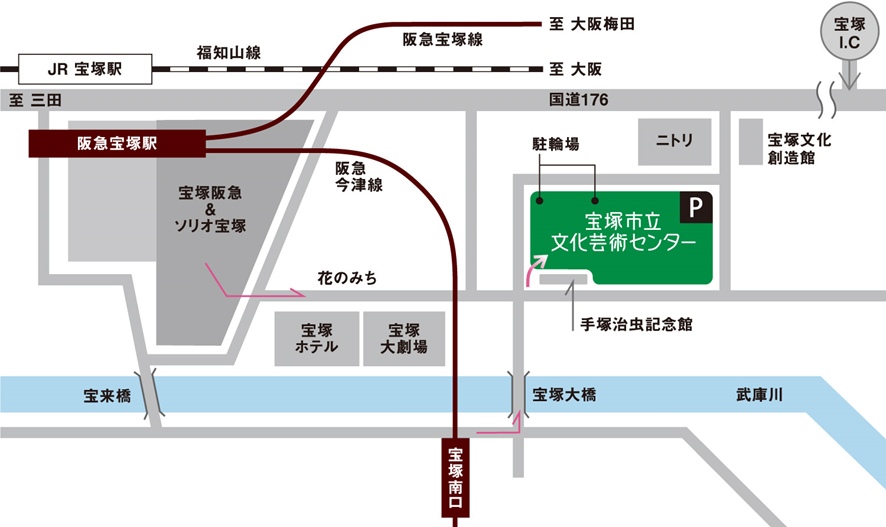 至 大阪梅田
阪急宝塚線
宝塚
I.C
福知山線
JR 宝塚駅
至 大阪
至 三田
国道176
阪急宝塚駅
駐輪場
ニトリ
宝塚文化
創造館
阪急
今津線
宝塚阪急
&
ソリオ宝塚
P
宝塚市立
文化芸術センター
花のみち
手塚治虫記念館
宝塚
ホテル
宝塚
大劇場
宝来橋
宝塚大橋
武庫川
宝塚南口